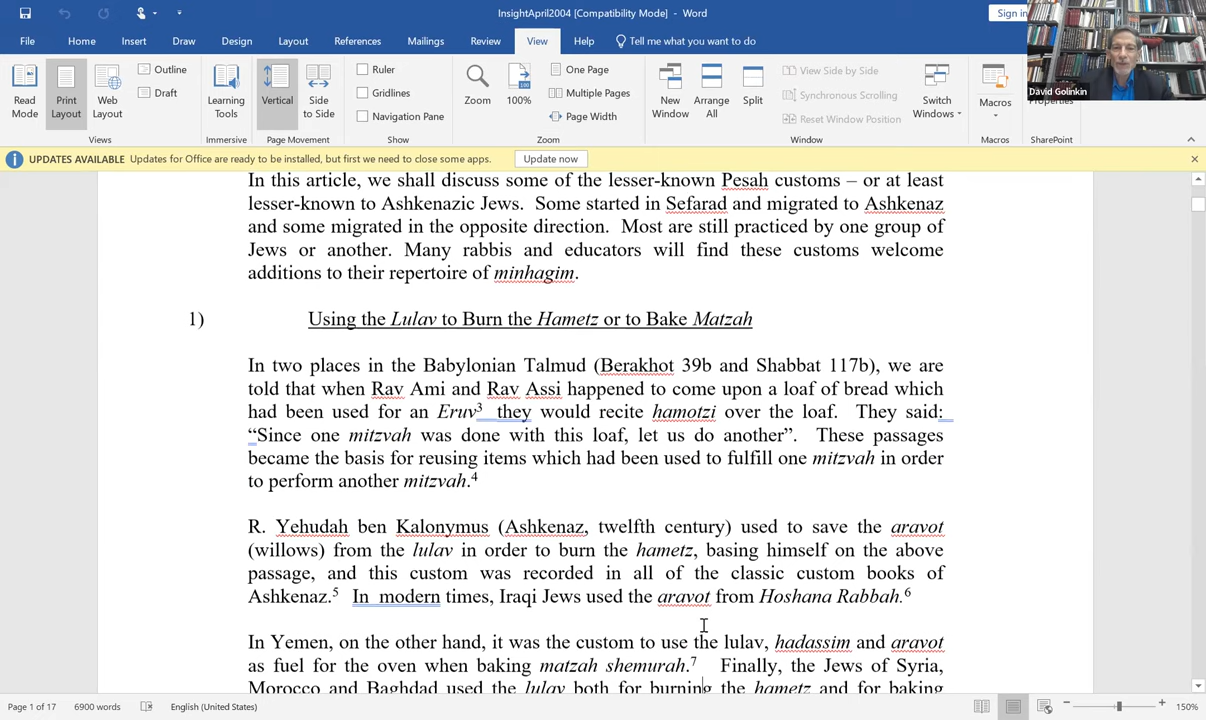 InsightApril2004 [Compatibility Mode] - Word
Sign in
File Home Insert Draw Design Layout References Mailings Review View Help Tell me what you want to do
David Golinkin
Read Mode
Print Layout
Web Layout
Outline
Draft
Views
Learning Tools
Immersive
Vertical
Side to Side
Page Movement
Ruler
Gridlines
Navigation Pane
Show
Zoom
100%
One Page
Multiple Pages
Page Width
Zoom
New Window
Arrange All
Split
View Side by Side
Synchronous Scrolling
Reset Window Position
Window
Switch Windows
Macros
Macros
Properties
SharePoint
UPDATES AVAILABLE Updates for Office are ready to be installed, but first we need to close some apps. Update now
In this article, we shall discuss some of the lesser-known Pesah customs – or at least
lesser-known to Ashkenazic Jews. Some started in Sefarad and migrated to Ashkenaz
and some migrated in the opposite direction. Most are still practiced by one group of
Jews or another. Many rabbis and educators will find these customs welcome
additions to their repertoire of minhagim.
1) Using the Lulav to Burn the Hametz or to Bake Matzah
In two places in the Babylonian Talmud (Berakhot 39b and Shabbat 117b), we are
told that when Rav Ami and Rav Assi happened to come upon a loaf of bread which
had been used for an Eruv3 they would recite hamotzi over the loaf. They said:
“Since one mitzvah was done with this loaf, let us do another”. These passages
became the basis for reusing items which had been used to fulfill one mitzvah in order
to perform another mitzvah.4
R. Yehudah ben Kalonymus (Ashkenaz, twelfth century) used to save the aravot
(willows) from the lulav in order to burn the hametz, basing himself on the above
passage, and this custom was recorded in all of the classic custom books of
Ashkenaz.5 In modern times, Iraqi Jews used the aravot from Hoshana Rabbah.6
In Yemen, on the other hand, it was the custom to use the lulav, hadassim and aravot
as fuel for the oven when baking matzah shemurah.7 Finally, the Jews of Syria,
Morocco and Baghdad used the lulav both for burning the hametz and for baking
Page 1 of 17 6900 words English (United States) 150%